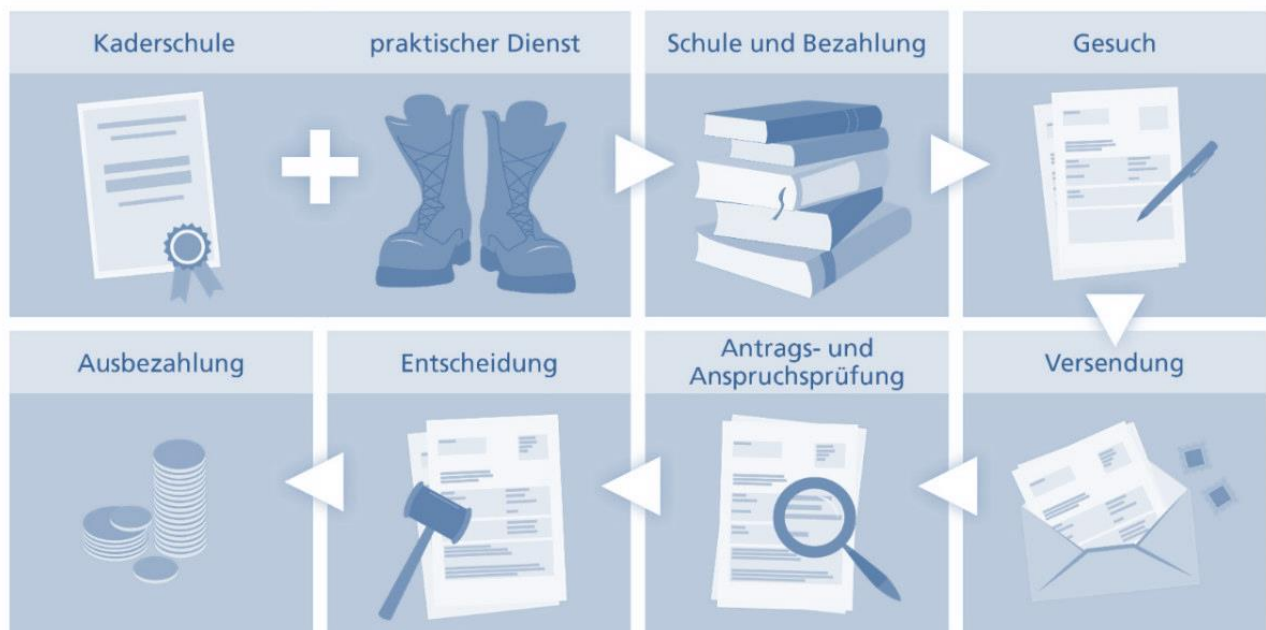 Kaderschule
praktischer Dienst
Schule und Bezahlung
Gesuch
Ausbezahlung
Entscheidung
Antrags- und
Anspruchsprüfung
Versendung